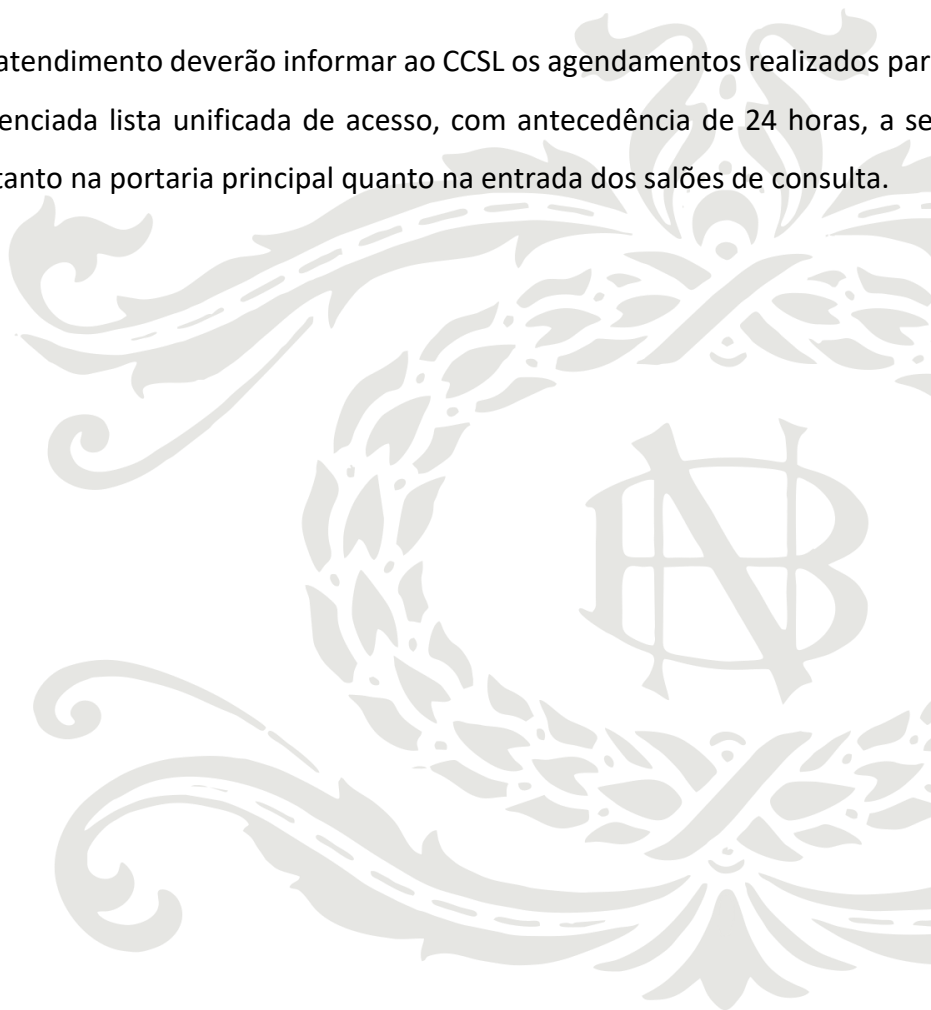 atendimento deverão informar ao CCSL os agendamentos realizados par
enciada lista unificada de acesso, com antecedência de 24 horas, a se
tanto na portaria principal quanto na entrada dos salões de consulta.
BN